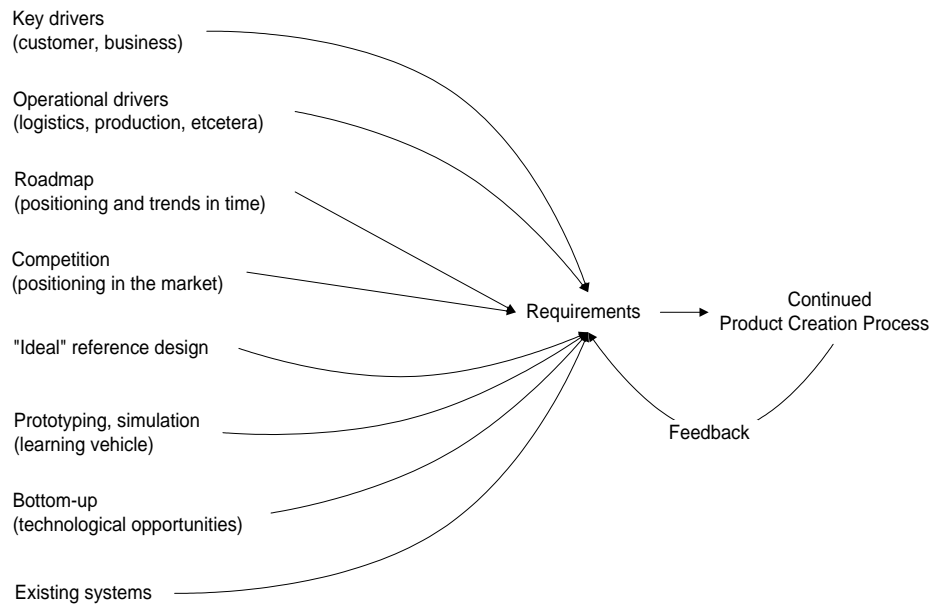 Key drivers
(customer, business)
Operational drivers
(logistics, production, etcetera)
Roadmap
(positioning and trends in time)
Competition
(positioning in the market)
"Ideal" reference design
Prototyping, simulation
(learning vehicle)
Bottom-up
(technological opportunities)
Existing systems
Requirements
Continued
Product Creation Process
Feedback